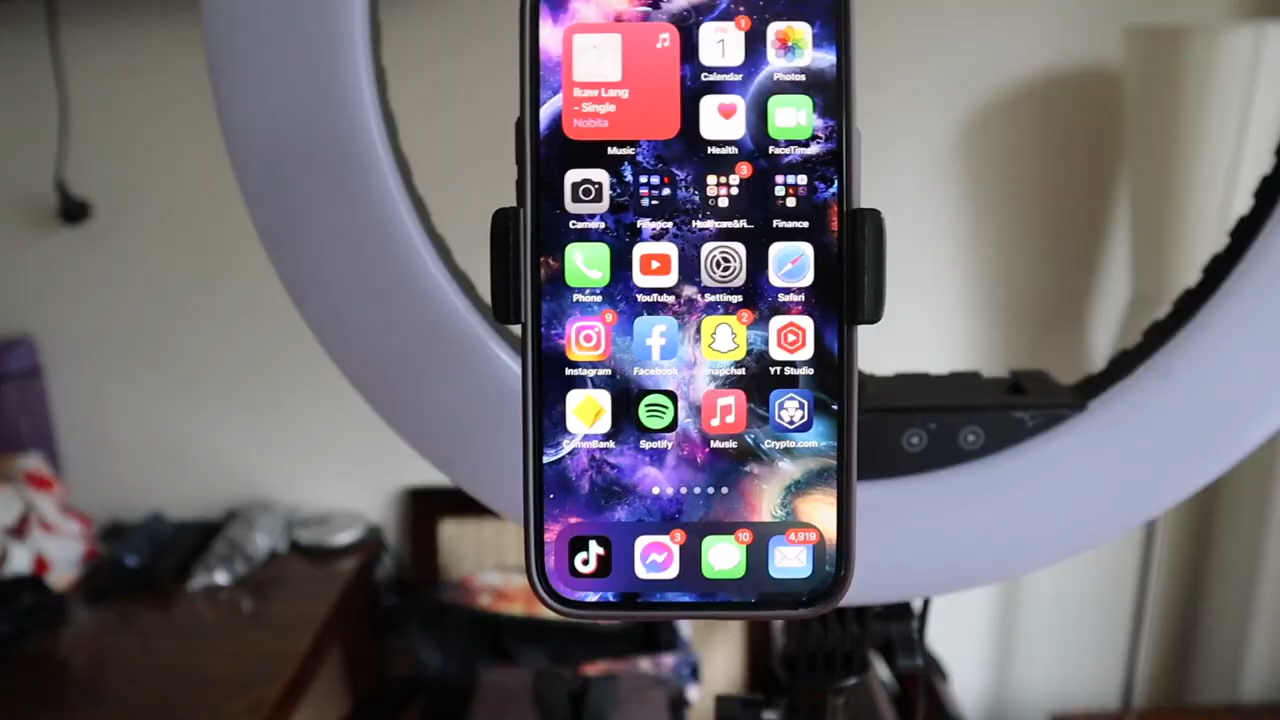 Ikaw Lang
- Single
Nobita
Music
1
1
Calendar
Photos
Health
FaceTime
Camera
Finance
3
Healthcare&Fi...
Finance
Phone
YouTube
Settings
Safari
9
Instagram
Facebook
2
Snapchat
YT Studio
CommBank
Spotify
Music
Crypto.com
3
10
4,919